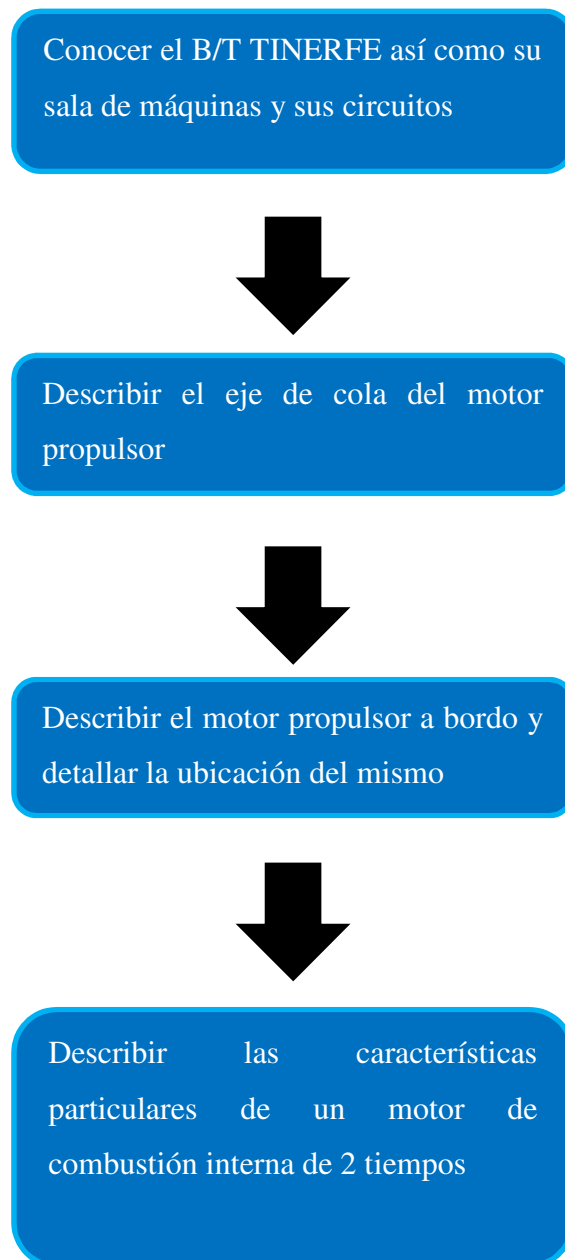 Conocer el B/T TINERFE así como su
sala de máquinas y sus circuitos
Describir el eje de cola del motor
propulsor
Describir el motor propulsor a bordo y
detallar la ubicación del mismo
Describir las características
particulares de un motor de
combustión interna de 2 tiempos